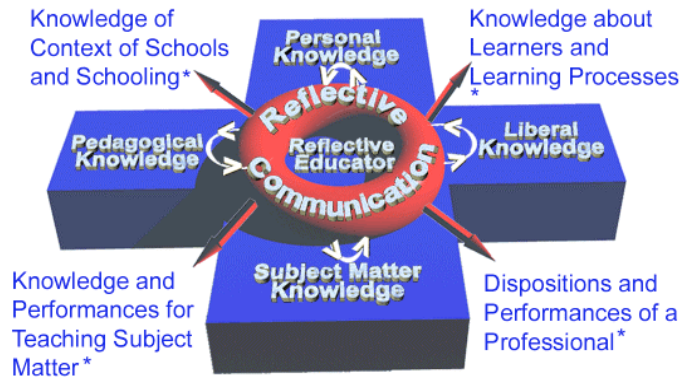 Knowledge of
Context of Schools
and Schooling*
Personal
Knowledge
Knowledge about
Learners and
Learning Processes
*
Pedagogical
Knowledge
Reflective
Communication
Reflective
Educator
Liberal
Knowledge
Subject Matter
Knowledge
Knowledge and
Performances for
Teaching Subject
Matter*
Dispositions and
Performances of a
Professional*